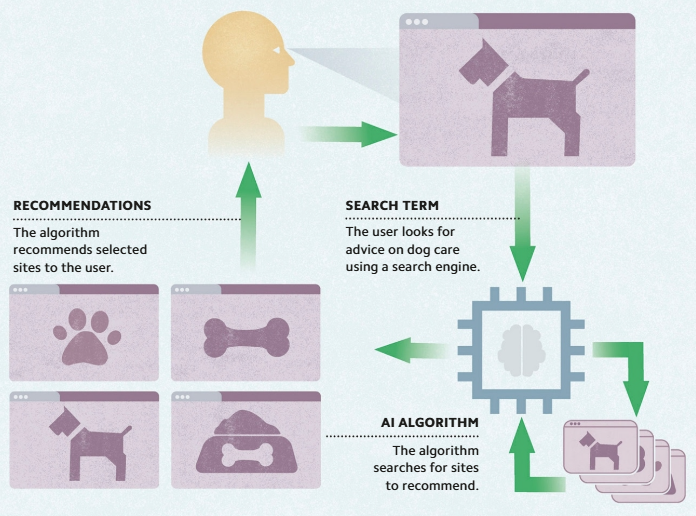 RECOMMENDATIONS
The algorithm
recommends selected
sites to the user.
SEARCH TERM
The user looks for
advice on dog care
using a search engine.
AI ALGORITHM
The algorithm
searches for sites
to recommend.